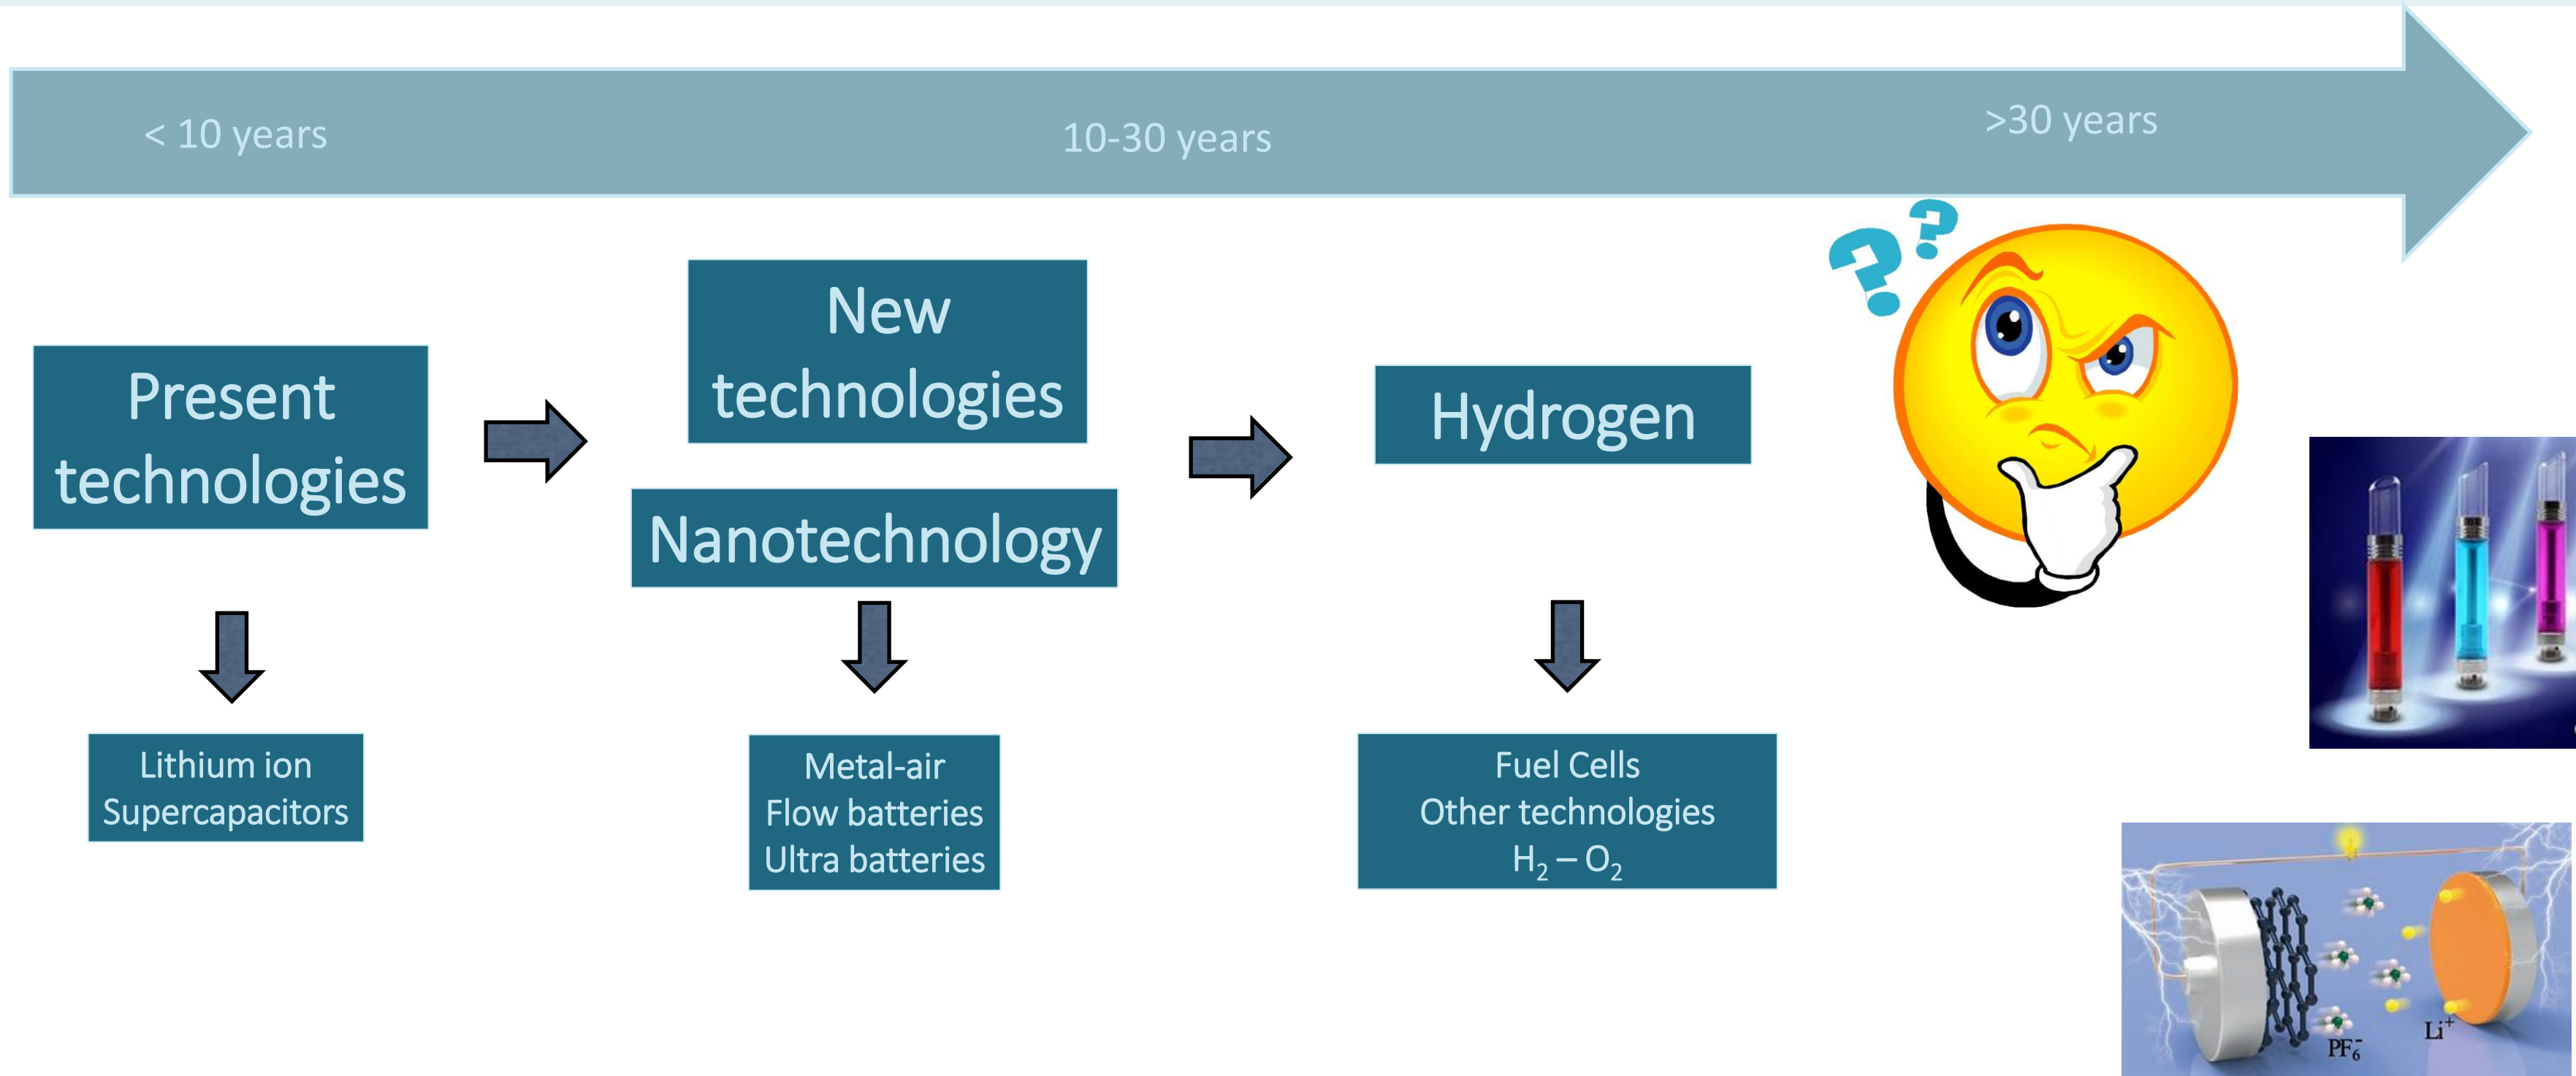 < 10 years
10-30 years
>30 years
Present
technologies
New
technologies
Nanotechnology
Hydrogen
? ?
Lithium ion
Supercapacitors
Metal-air
Flow batteries
Ultra batteries
Fuel Cells
Other technologies
H₂ – O₂
PF₆⁻
Li⁺